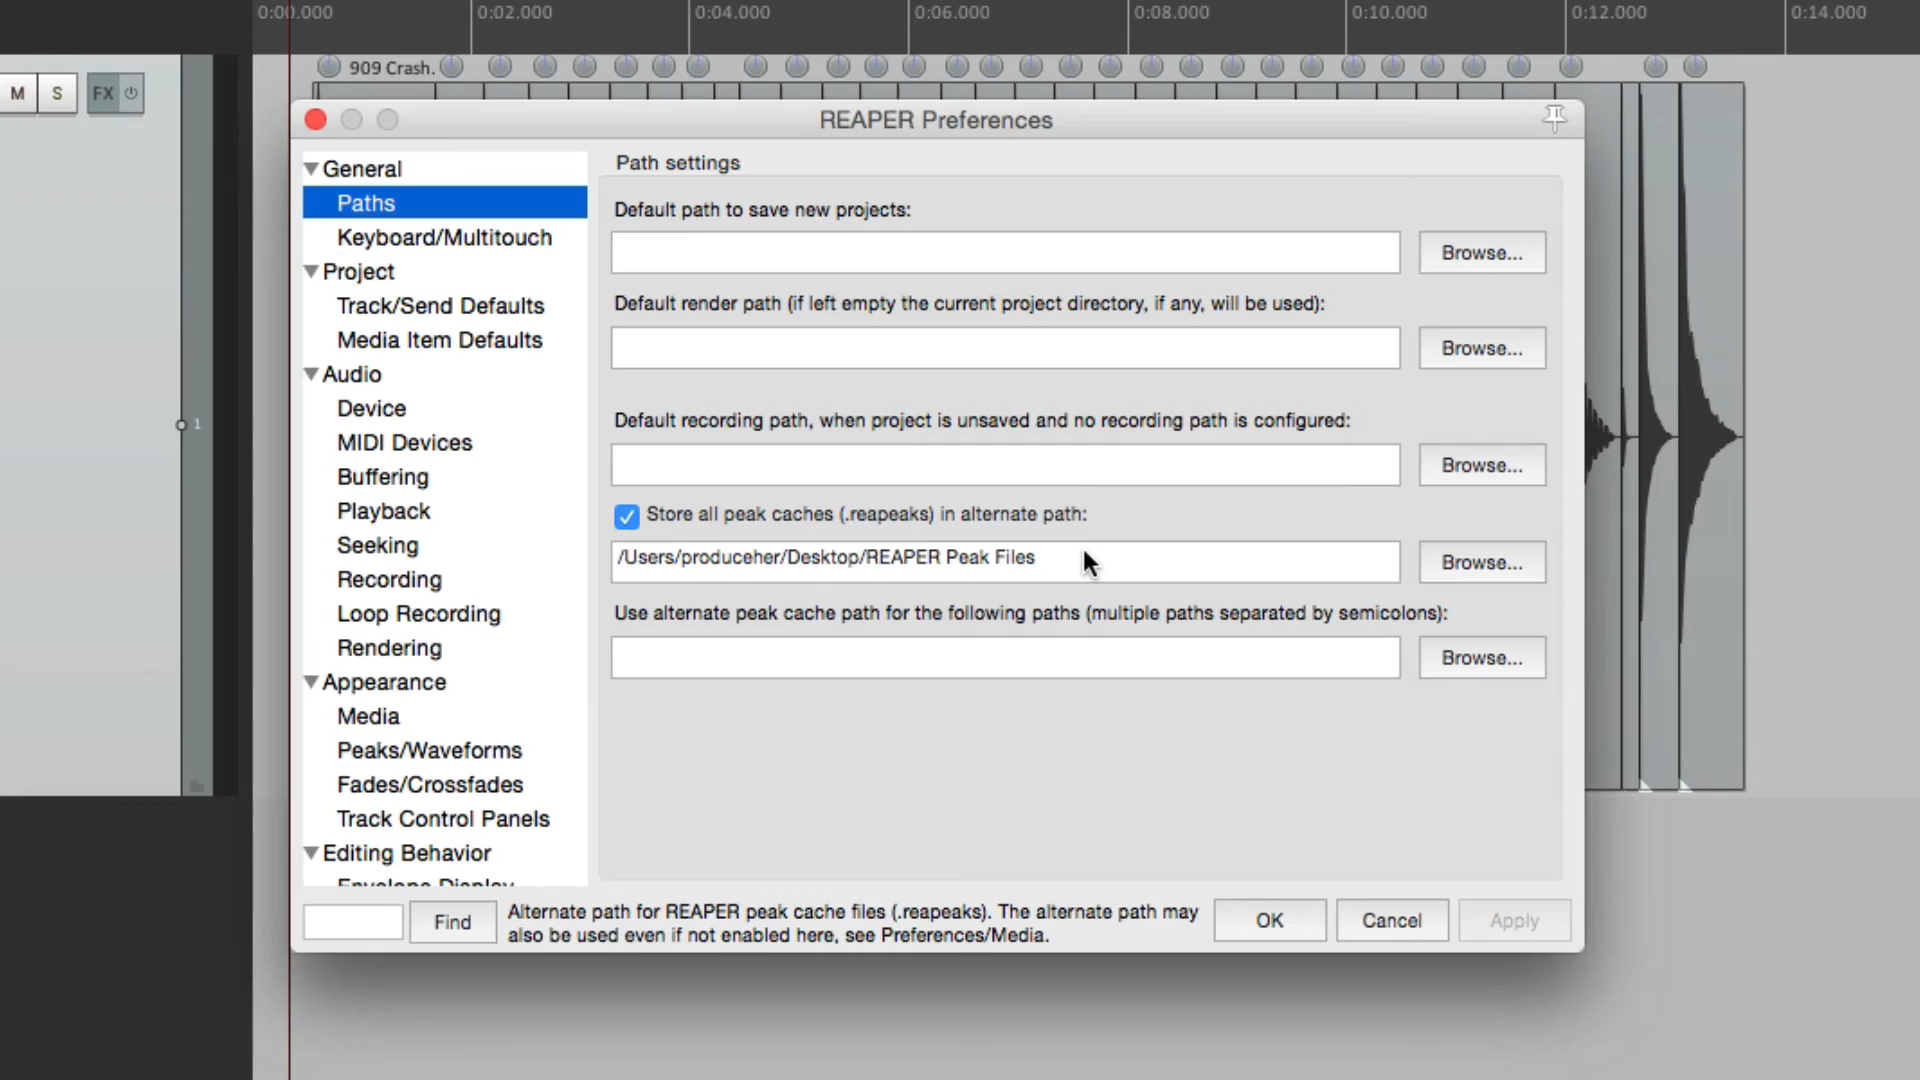 0:00.000
0:02.000
0:04.000
0:06.000
0:08.000
0:10.000
0:12.000
0:14.000
909 Crash.
M S FX
1
REAPER Preferences
General
Paths
Keyboard/Multitouch
Project
Track/Send Defaults
Media Item Defaults
Audio
Device
MIDI Devices
Buffering
Playback
Seeking
Recording
Loop Recording
Rendering
Appearance
Media
Peaks/Waveforms
Fades/Crossfades
Track Control Panels
Editing Behavior
Envelope Display
Path settings
Default path to save new projects:
Browse...
Default render path (if left empty the current project directory, if any, will be used):
Browse...
Default recording path, when project is unsaved and no recording path is configured:
Browse...
Store all peak caches (.reapeaks) in alternate path:
/Users/produceher/Desktop/REAPER Peak Files
Browse...
Use alternate peak cache path for the following paths (multiple paths separated by semicolons):
Browse...
Find
Alternate path for REAPER peak cache files (.reapeaks). The alternate path may
also be used even if not enabled here, see Preferences/Media.
OK
Cancel
Apply